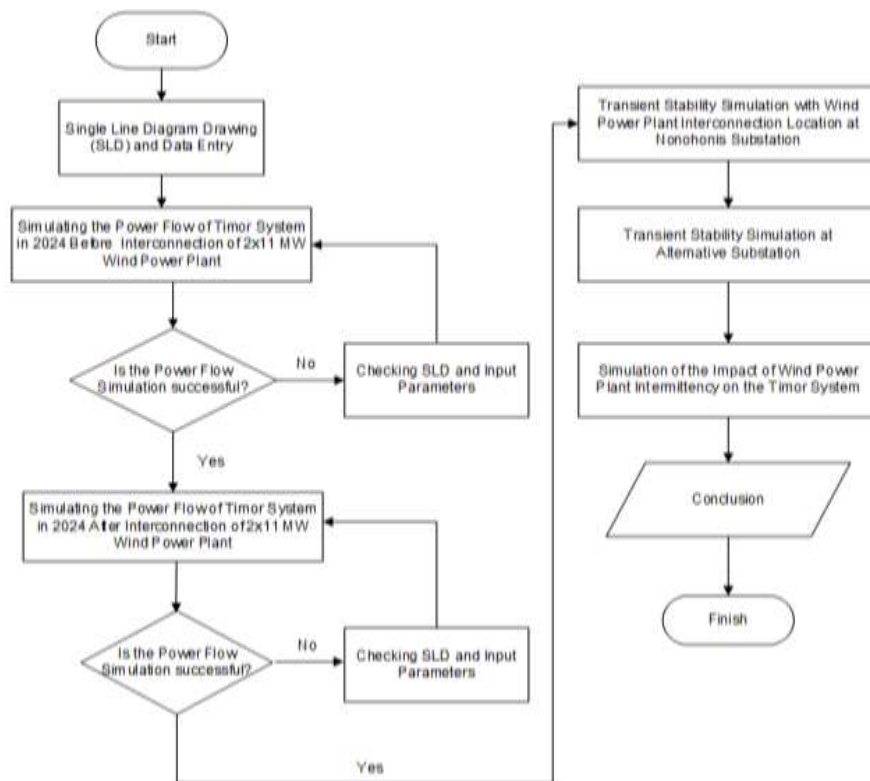 Start
Single Line Diagram Drawing
(SLD) and Data Entry
Simulating the Power Flow of Timor System
in 2024 Before Interconnection of 2x11 MW
Wind Power Plant
Is the Power Flow
Simulation successful?
No
Checking SLD and Input
Parameters
Yes
Simulating the Power Flow of Timor System
in 2024 After Interconnection of 2x11 MW
Wind Power Plant
Is the Power Flow
Simulation successful?
No
Checking SLD and Input
Parameters
Yes
Transient Stability Simulation with Wind
Power Plant Interconnection Location at
Nonohonis Substation
Transient Stability Simulation at
Alternative Substation
Simulation of the Impact of Wind Power
Plant Intermittency on the Timor System
Conclusion
Finish